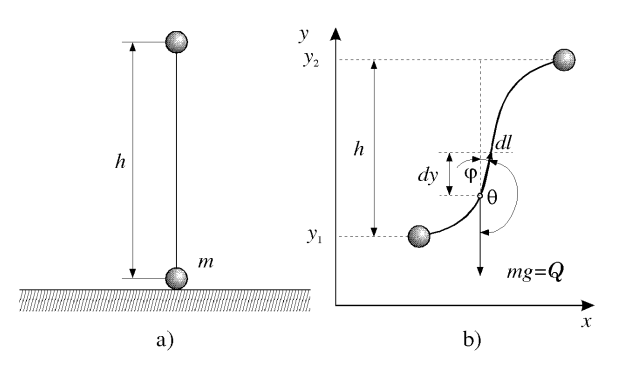 h
m
a)
y
y₂
h
dl
dy
φ
θ
y₁
mg=Q
x
b)